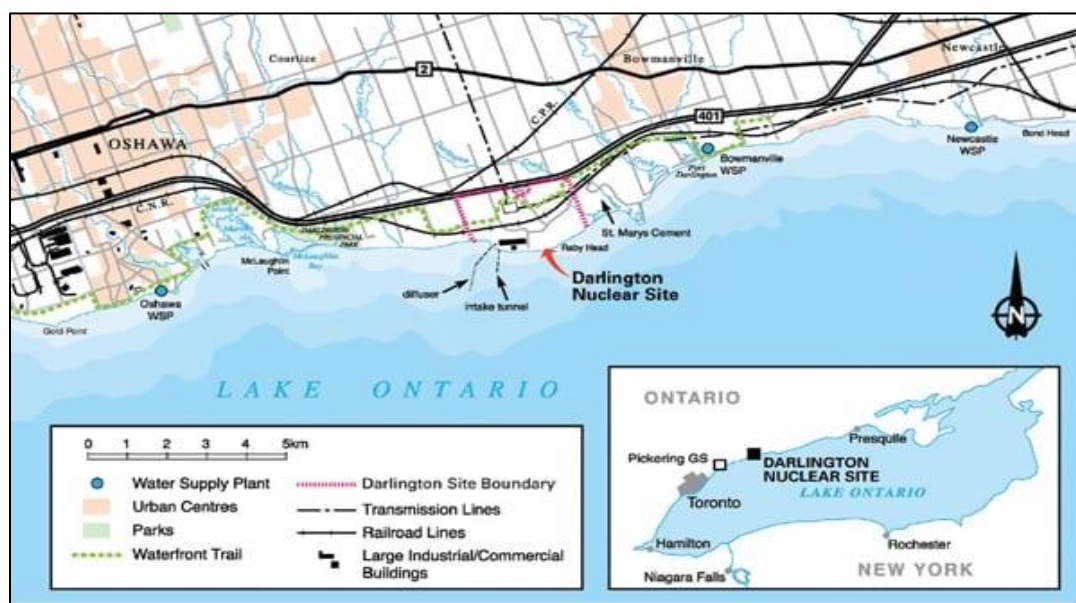 Courtice
2
Bowmanville
Newcastle
401
C.P.R.
OSHAWA
Newcastle
WSP
Bond Head
Bowmanville
WSP
Port
Darlington
C.N.R.
DARLINGTON
PROVINCIAL
PARK
McLaughlin
Bay
McLaughlin
Point
St. Marys Cement
Raby Head
Darlington
Nuclear Site
diffuser
intake tunnel
Oshawa
WSP
Gold Point
N
LAKE ONTARIO
0 1 2 3 4 5km
Water Supply Plant
Urban Centres
Parks
Waterfront Trail
Darlington Site Boundary
Transmission Lines
Railroad Lines
Large Industrial/Commercial
Buildings
ONTARIO
Presquile
Pickering GS
DARLINGTON
NUCLEAR SITE
LAKE ONTARIO
Toronto
Hamilton
Rochester
Niagara Falls
NEW YORK